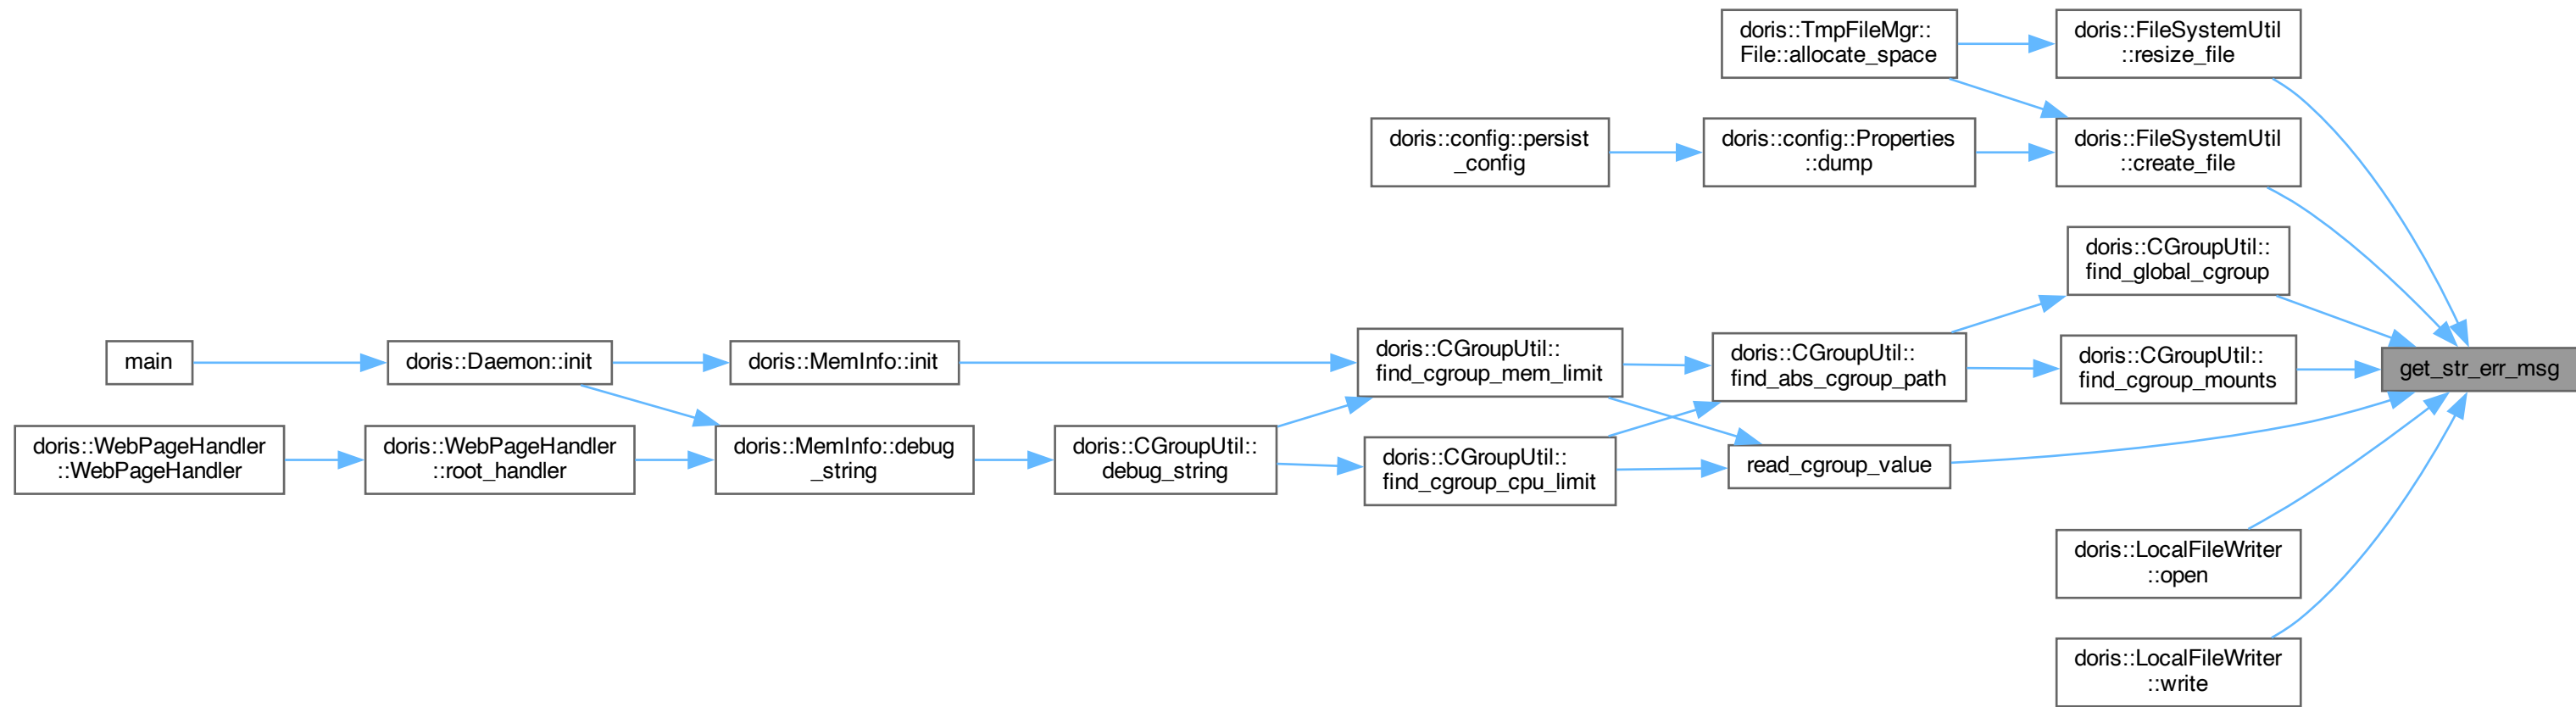 doris::TmpFileMgr::
File::allocate_space
doris::FileSystemUtil
::resize_file
doris::config::persist
_config
doris::config::Properties
::dump
doris::FileSystemUtil
::create_file
doris::CGroupUtil::
find_global_cgroup
main
doris::Daemon::init
doris::MemInfo::init
doris::CGroupUtil::
find_cgroup_mem_limit
doris::CGroupUtil::
find_abs_cgroup_path
doris::CGroupUtil::
find_cgroup_mounts
get_str_err_msg
doris::WebPageHandler
::WebPageHandler
doris::WebPageHandler
::root_handler
doris::MemInfo::debug
_string
doris::CGroupUtil::
debug_string
doris::CGroupUtil::
find_cgroup_cpu_limit
read_cgroup_value
doris::LocalFileWriter
::open
doris::LocalFileWriter
::write